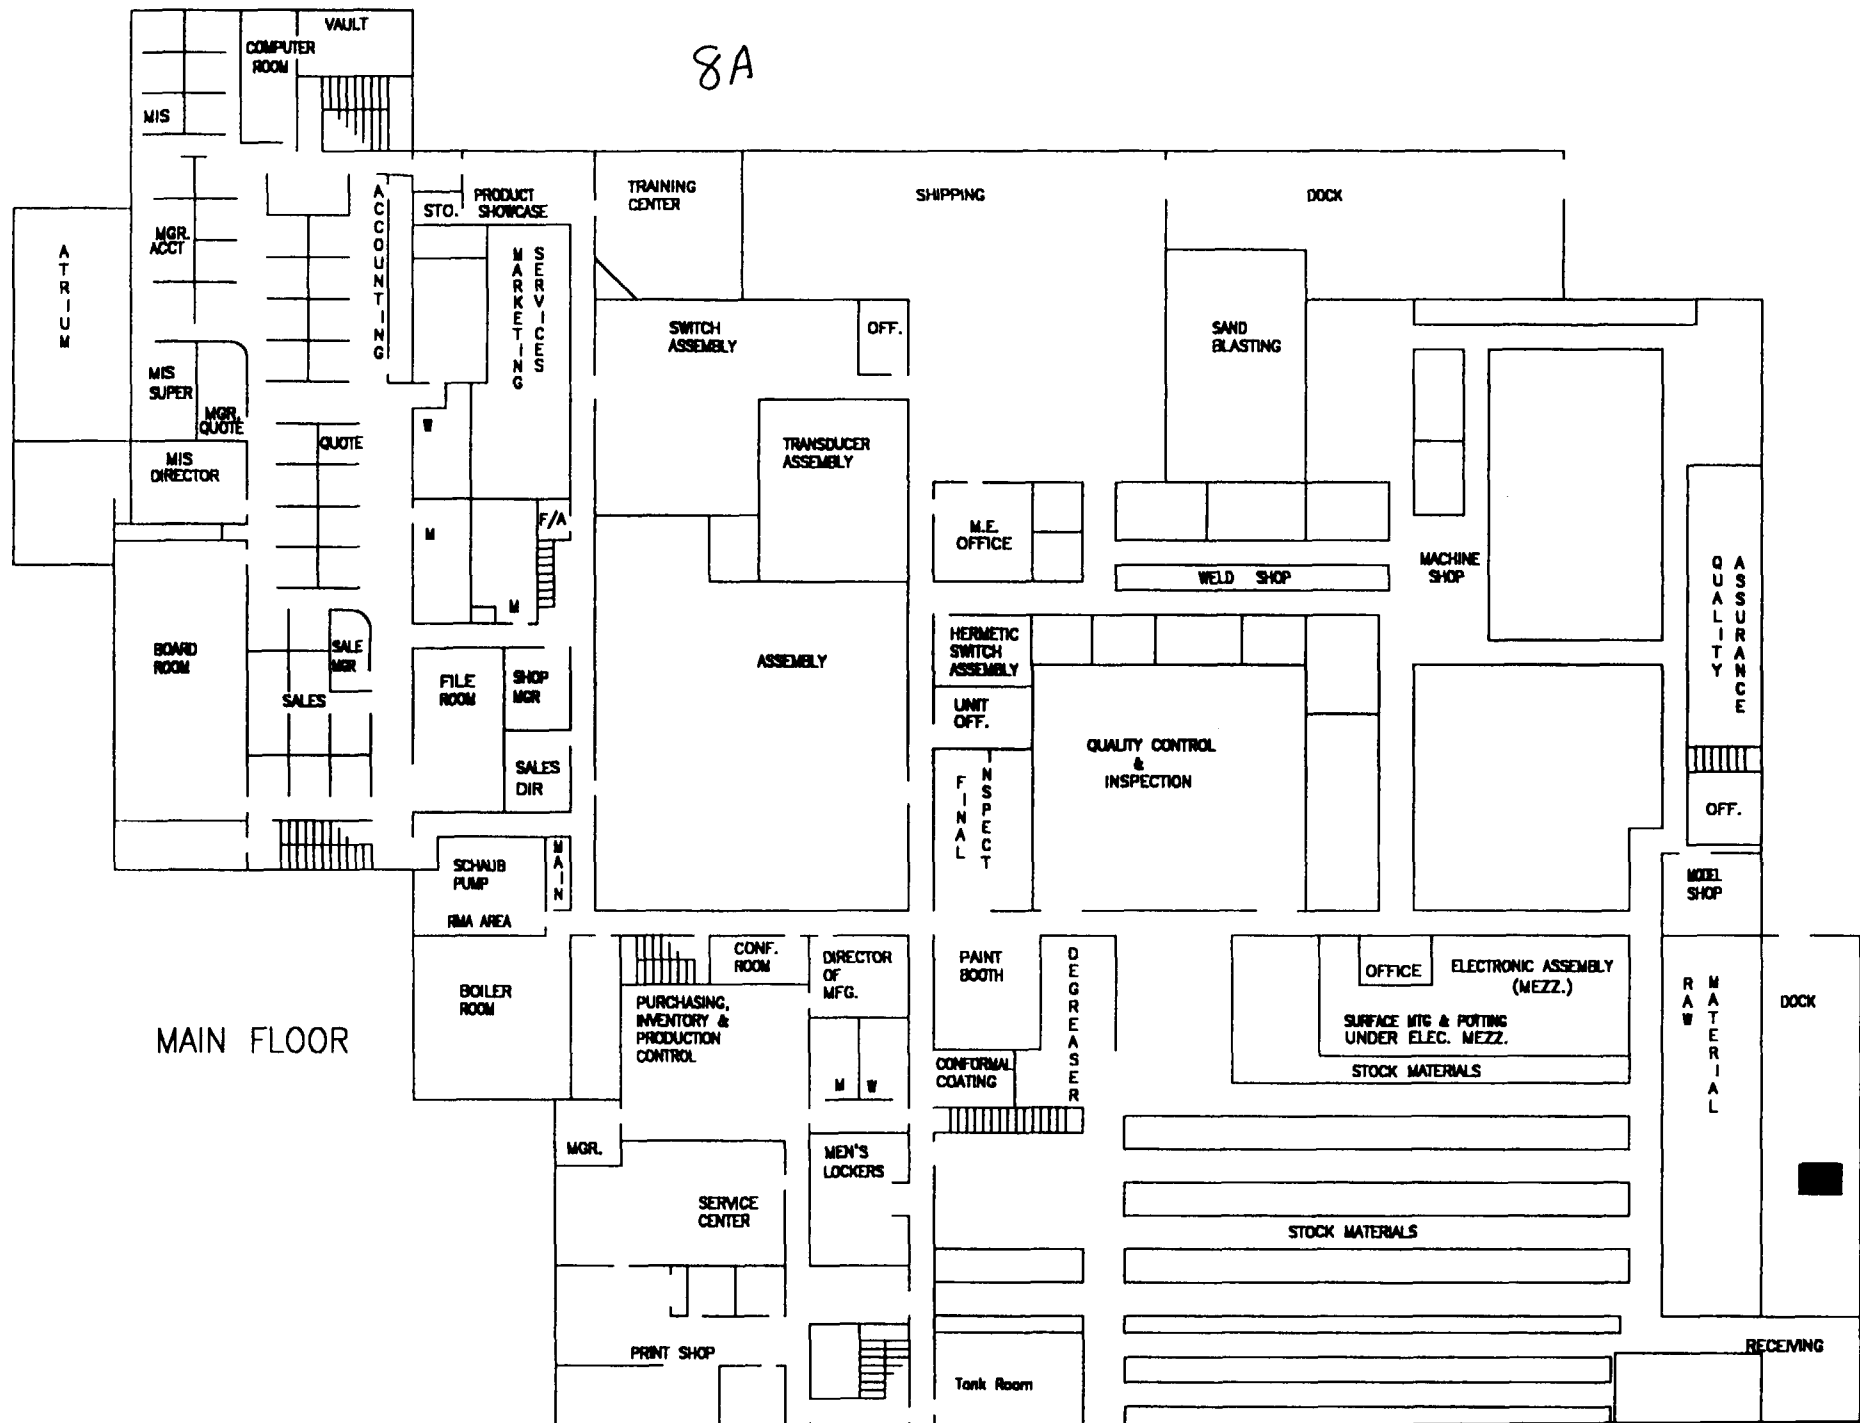 8A
VAULT
COMPUTER
ROOM
MIS
ACCOUNTING
STO.
PRODUCT
SHOWCASE
TRAINING
CENTER
SHIPPING
DOCK
ATRIUM
MGR.
ACCT
MARKETING
SERVICES
SWITCH
ASSEMBLY
OFF.
SAND
BLASTING
MIS
SUPER
MGR.
QUOTE
W
QUOTE
TRANSDUCER
ASSEMBLY
MIS
DIRECTOR
M
F/A
M.E.
OFFICE
MACHINE
SHOP
WELD SHOP
QUALITY
ASSURANCE
M
BOARD
ROOM
SALE
MGR
SALES
FILE
ROOM
SHOP
MGR
ASSEMBLY
HERMETIC
SWITCH
ASSEMBLY
UNIT
OFF.
QUALITY CONTROL
&
INSPECTION
SALES
DIR
FINAL
INSPECT
OFF.
SCHAUB
PUMP
MAIN
RMA AREA
MODEL
SHOP
CONF.
ROOM
DIRECTOR
OF
MFG.
PAINT
BOOTH
DEGREASER
OFFICE
ELECTRONIC ASSEMBLY
(MEZZ.)
RAW
MATERIAL
DOCK
BOILER
ROOM
PURCHASING,
INVENTORY &
PRODUCTION
CONTROL
SURFACE MTG & POTTING
UNDER ELEC. MEZZ.
MAIN FLOOR
M
W
CONFORMAL
COATING
STOCK MATERIALS
MGR.
MEN'S
LOCKERS
SERVICE
CENTER
STOCK MATERIALS
PRINT SHOP
Tank Room
RECEIVING